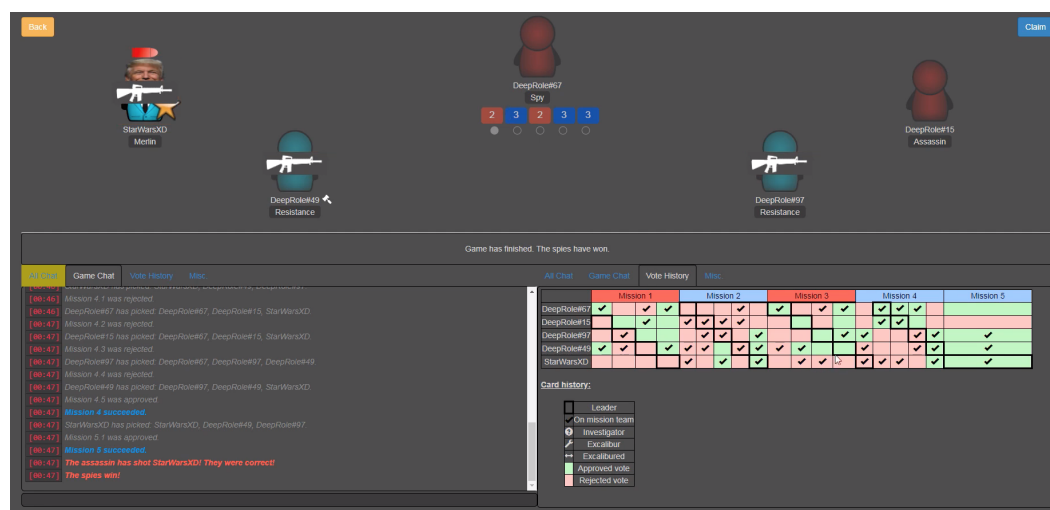 Back
Claim
DeepRole#67
Spy
2 3 2 3 3
StarWarsXD
Merlin
DeepRole#15
Assassin
DeepRole#49
Resistance
DeepRole#97
Resistance
Game has finished. The spies have won.
All Chat Game Chat Vote History Misc.
[00:46] StarWarsXD has picked: StarWarsXD, DeepRole#49, DeepRole#97
[00:46] Mission 4.1 was rejected.
[00:46] DeepRole#67 has picked: DeepRole#67, DeepRole#15, StarWarsXD.
[00:47] Mission 4.2 was rejected.
[00:47] DeepRole#15 has picked: DeepRole#67, DeepRole#15, StarWarsXD.
[00:47] Mission 4.3 was rejected.
[00:47] DeepRole#97 has picked: DeepRole#67, DeepRole#97, DeepRole#49.
[00:47] Mission 4.4 was rejected.
[00:47] DeepRole#49 has picked: DeepRole#97, DeepRole#49, StarWarsXD.
[00:47] Mission 4.5 was approved.
[00:47] Mission 4 succeeded.
[00:47] StarWarsXD has picked: StarWarsXD, DeepRole#49, DeepRole#97
[00:47] Mission 5.1 was approved.
[00:47] Mission 5 succeeded.
[00:47] The assassin has shot StarWarsXD! They were correct!
[00:47] The spies win!
All Chat Game Chat Vote History Misc.
Mission 1 Mission 2 Mission 3 Mission 4 Mission 5
DeepRole#67
DeepRole#15
DeepRole#97
DeepRole#49
StarWarsXD
Card history:
Leader
On mission team
Investigator
Excalibur
Excalibured
Approved vote
Rejected vote